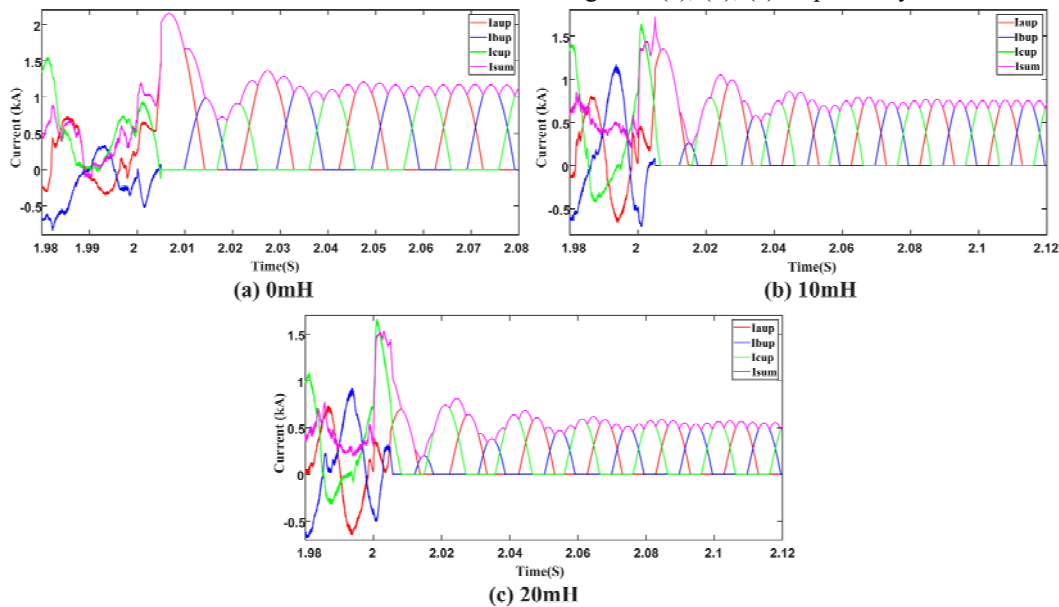 2
1.5
1
0.5
0
-0.5
Current (kA)
1.98 1.99 2 2.01 2.02 2.03 2.04 2.05 2.06 2.07 2.08
Time(S)
Iaup
Ibup
Icup
Isum
(a) 0mH
1.5
1
0.5
0
-0.5
Current (kA)
1.98 2 2.02 2.04 2.06 2.08 2.1 2.12
Time(S)
Iaup
Ibup
Icup
Isum
(b) 10mH
1.5
1
0.5
0
-0.5
Current (kA)
1.98 2 2.02 2.04 2.06 2.08 2.1 2.12
Time(S)
Iaup
Ibup
Icup
Isum
(c) 20mH